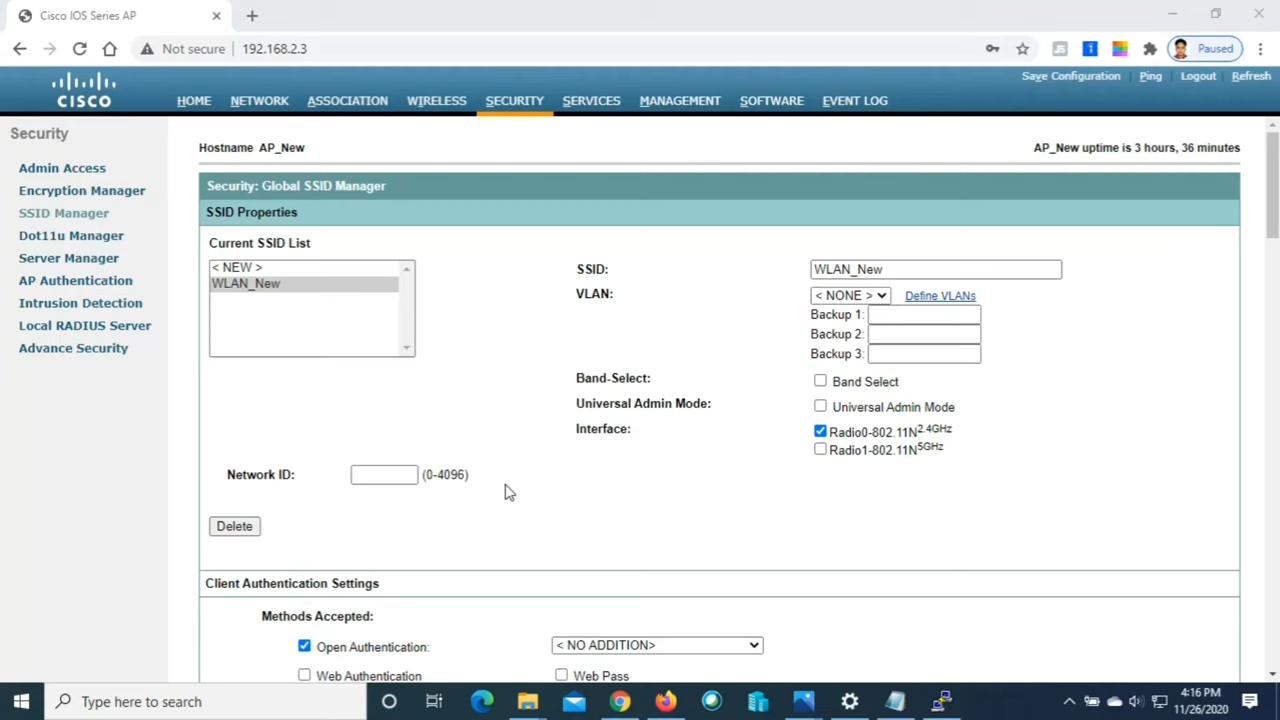 Cisco IOS Series AP
Not secure 192.168.2.3
Paused
Save Configuration Ping Logout Refresh
CISCO
HOME NETWORK ASSOCIATION WIRELESS SECURITY SERVICES MANAGEMENT SOFTWARE EVENT LOG
Security
Admin Access
Encryption Manager
SSID Manager
Dot11u Manager
Server Manager
AP Authentication
Intrusion Detection
Local RADIUS Server
Advance Security
Hostname AP_New
AP_New uptime is 3 hours, 36 minutes
Security: Global SSID Manager
SSID Properties
Current SSID List
< NEW >
WLAN_New
SSID: WLAN_New
VLAN: < NONE > Define VLANs
Backup 1:
Backup 2:
Backup 3:
Band-Select: Band Select
Universal Admin Mode: Universal Admin Mode
Interface: Radio0-802.11N2.4GHz
Radio1-802.11N5GHz
Network ID: (0-4096)
Delete
Client Authentication Settings
Methods Accepted:
Open Authentication: < NO ADDITION>
Web Authentication Web Pass
Type here to search
4:16 PM
11/26/2020